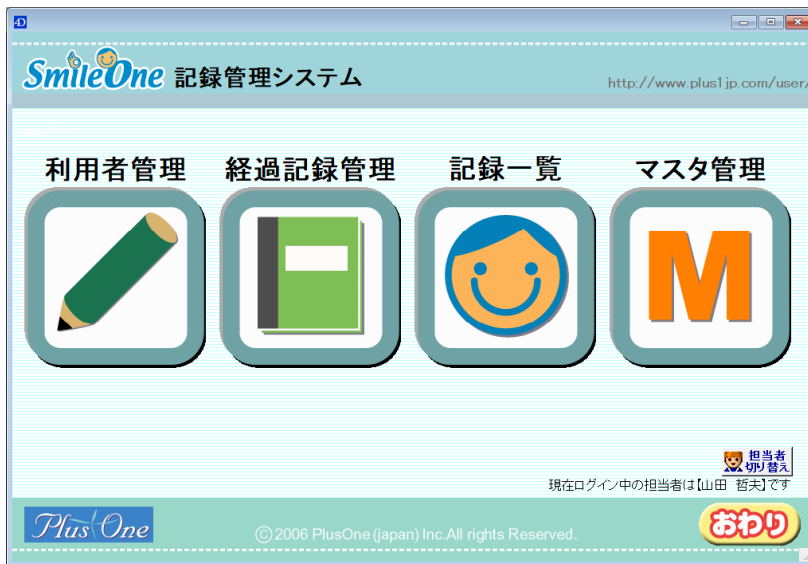 SmileOne 記録管理システム
http://www.plus1jp.com/user/
利用者管理 経過記録管理 記録一覧 マスタ管理
M
担当者
切り替え
現在ログイン中の担当者は【山田 哲夫】です
Plus One
©2006 PlusOne (japan) Inc.All rights Reserved.
おわり